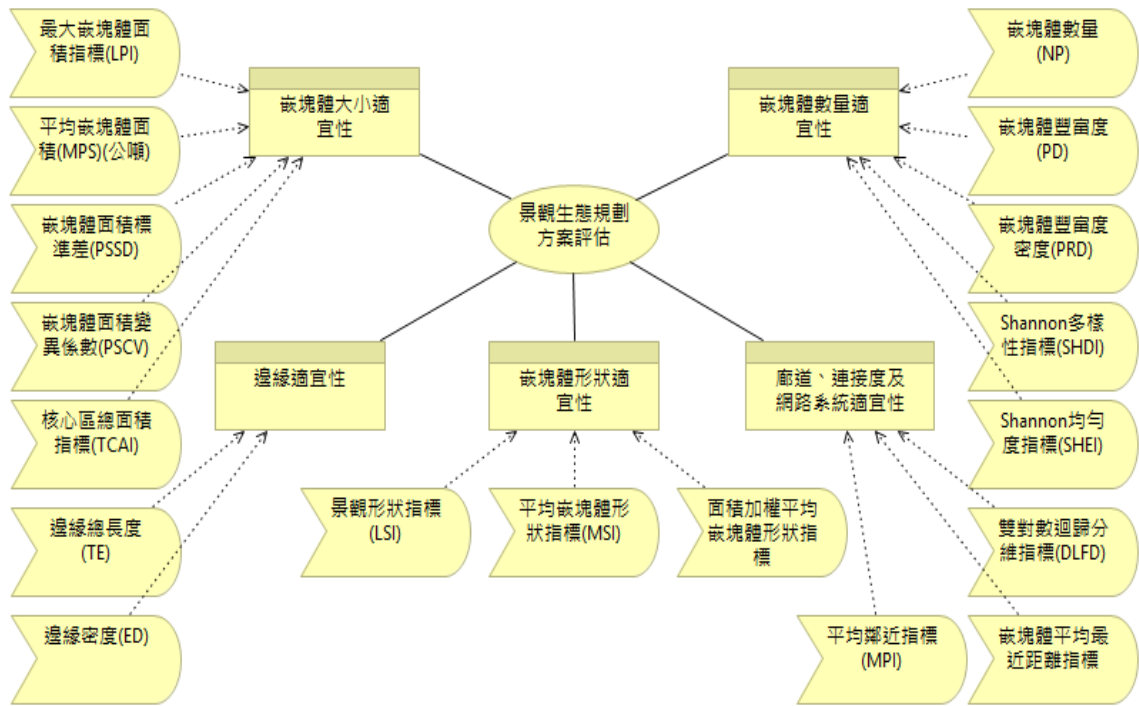 最大嵌塊體面
積指標(LPI)
平均嵌塊體面
積(MPS)(公噸)
嵌塊體面積標
準差(PSSD)
嵌塊體面積變
異係數(PSCV)
核心區總面積
指標(TCAI)
邊緣總長度
(TE)
邊緣密度(ED)
嵌塊體大小適
宜性
嵌塊體數量適
宜性
景觀生態規劃
方案評估
邊緣適宜性
嵌塊體形狀適
宜性
廊道、連接度及
網路系統適宜性
景觀形狀指標
(LSI)
平均嵌塊體形
狀指標(MSI)
面積加權平均
嵌塊體形狀指
標
嵌塊體數量
(NP)
嵌塊體豐富度
(PD)
嵌塊體豐富度
密度(PRD)
Shannon多樣
性指標(SHDI)
Shannon均勻
度指標(SHEI)
雙對數迴歸分
維指標(DLFD)
平均鄰近指標
(MPI)
嵌塊體平均最
近距離指標